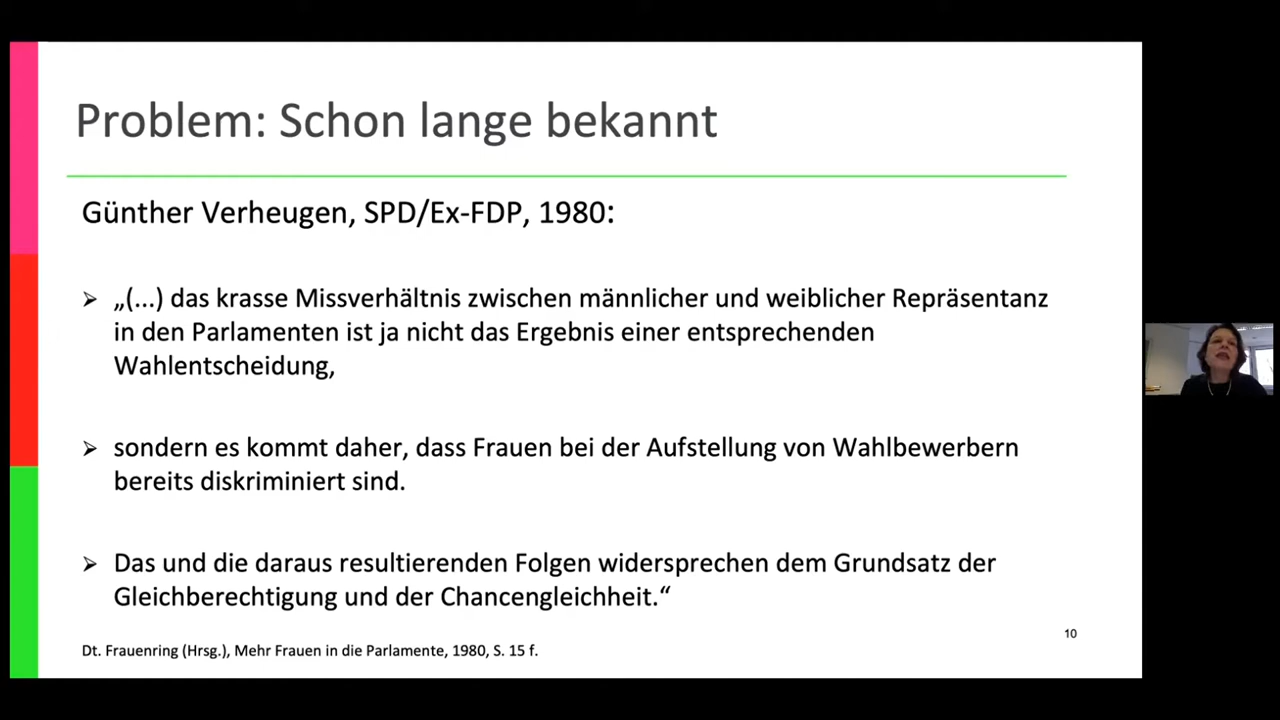 Problem: Schon lange bekannt
Günther Verheugen, SPD/Ex-FDP, 1980:
➢ „(...) das krasse Missverhältnis zwischen männlicher und weiblicher Repräsentanz
in den Parlamenten ist ja nicht das Ergebnis einer entsprechenden
Wahlentscheidung,
➢ sondern es kommt daher, dass Frauen bei der Aufstellung von Wahlbewerbern
bereits diskriminiert sind.
➢ Das und die daraus resultierenden Folgen widersprechen dem Grundsatz der
Gleichberechtigung und der Chancengleichheit.“
10
Dt. Frauenring (Hrsg.), Mehr Frauen in die Parlamente, 1980, S. 15 f.